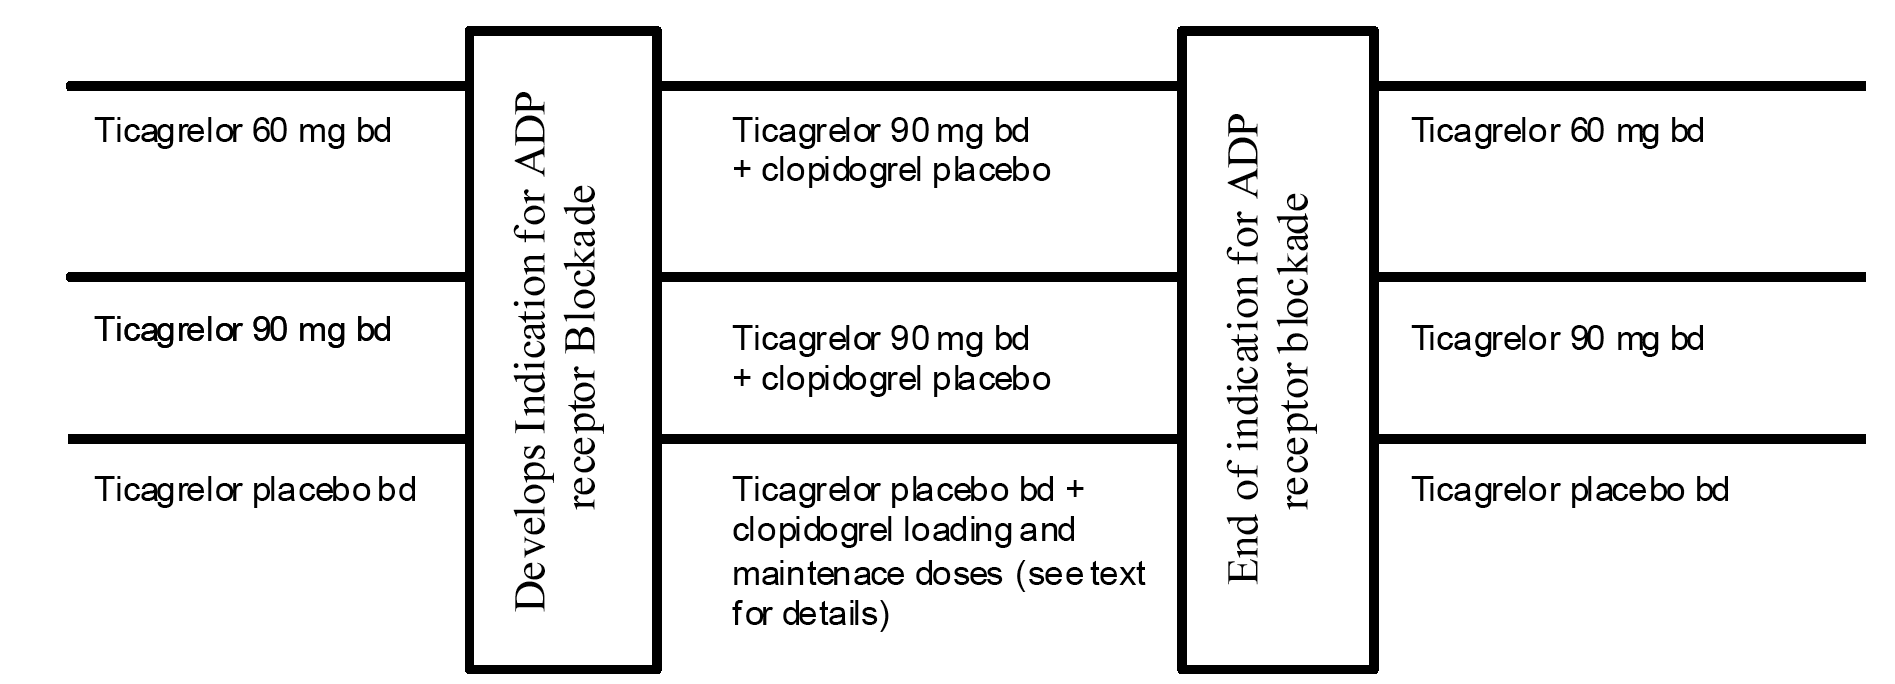 Ticagrelor 60 mg bd
Ticagrelor 90 mg bd
Ticagrelor placebo bd
Develops Indication for ADP
receptor Blockade
Ticagrelor 90 mg bd
+ clopidogrel placebo
Ticagrelor 90 mg bd
+ clopidogrel placebo
Ticagrelor placebo bd +
clopidogrel loading and
maintenace doses (see text
for details)
End of indication for ADP
receptor blockade
Ticagrelor 60 mg bd
Ticagrelor 90 mg bd
Ticagrelor placebo bd